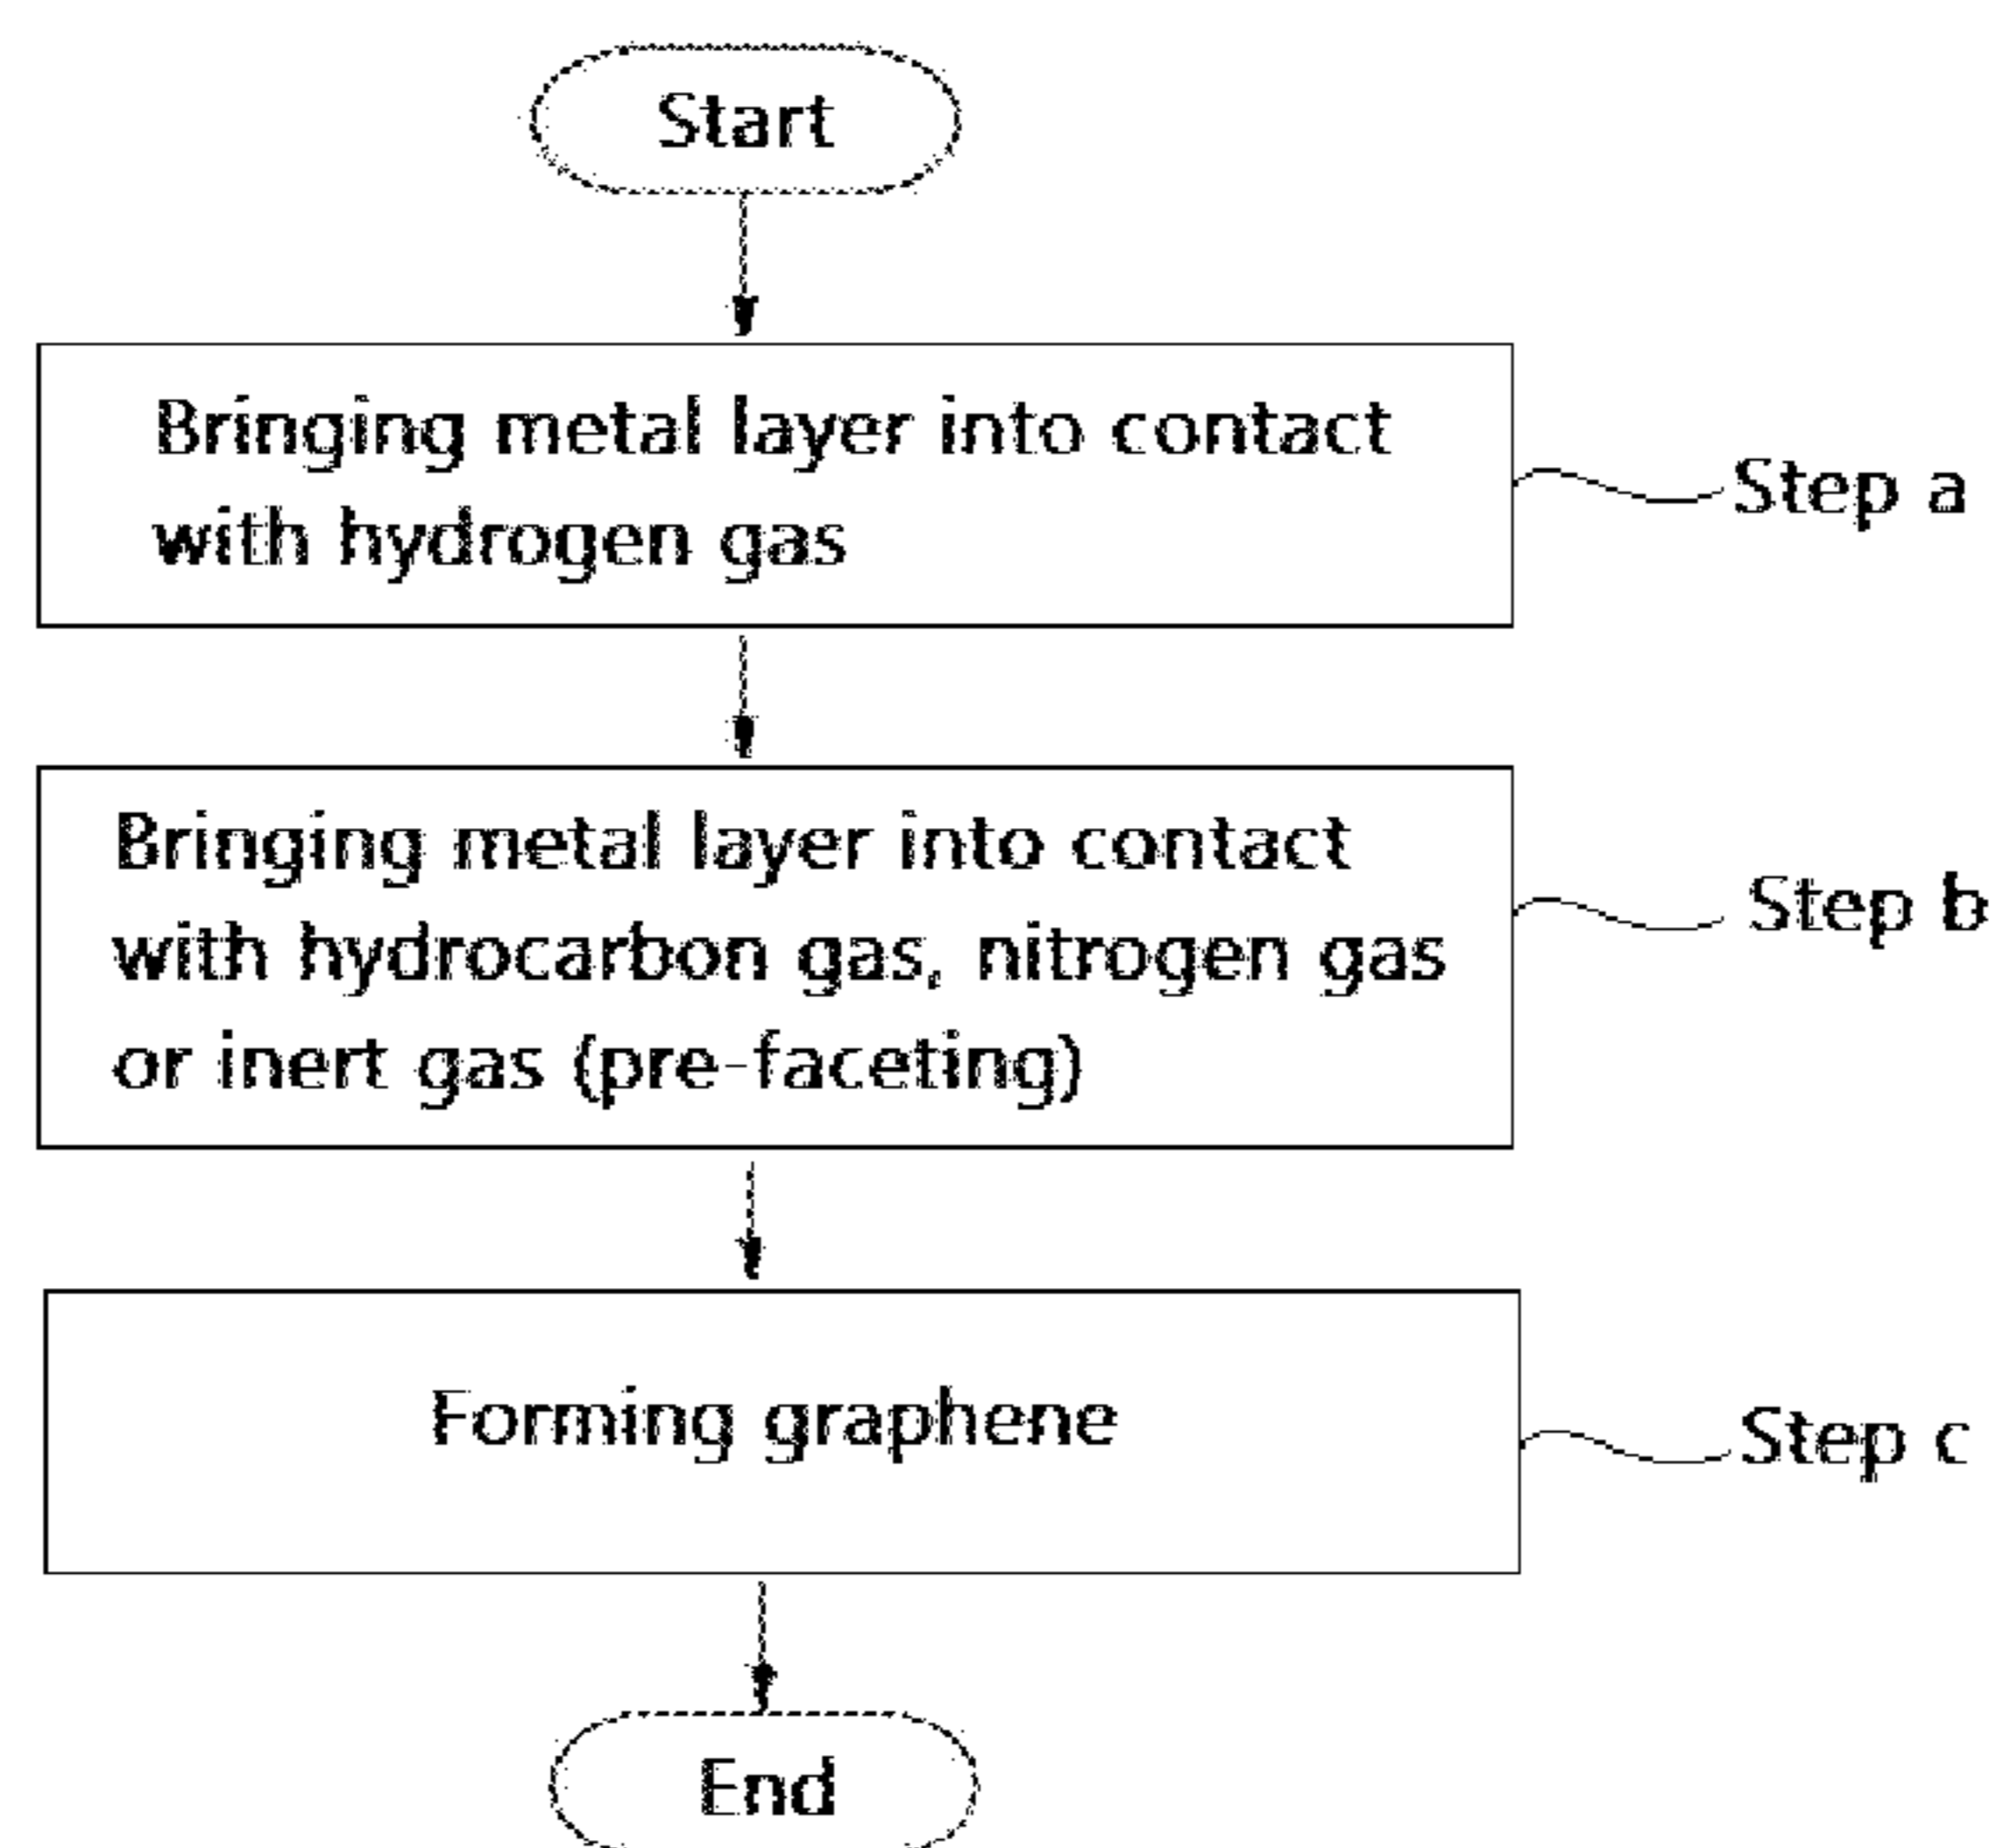 Start
Bringing metal layer into contact
with hydrogen gas
Step a
Bringing metal layer into contact
with hydrocarbon gas, nitrogen gas
or inert gas (pre-faceting)
Step b
Forming graphene
Step c
End